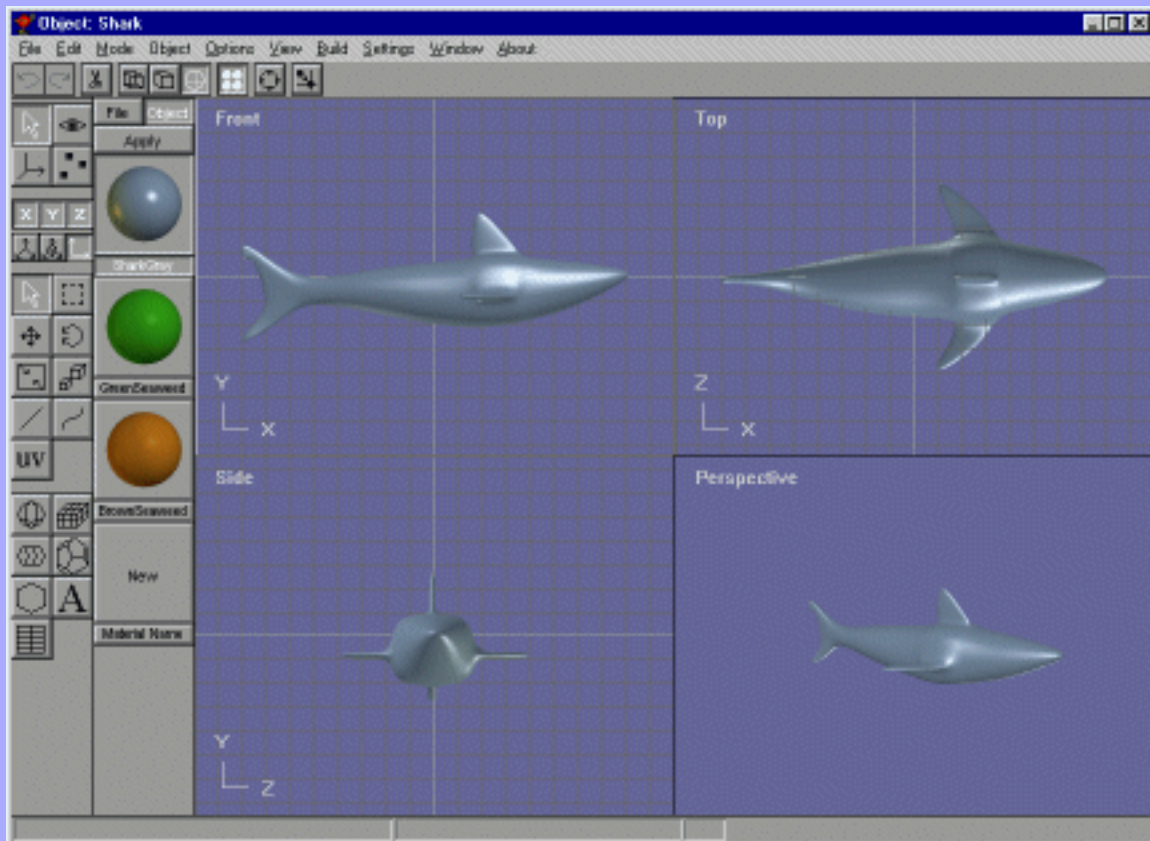 Object: Shark
File Edit Mode Object Options View Build Settings Window About
File Object
Apply
X Y Z
SharkGray
GreenSeaweed
UV
BrownSeaweed
New
A
Material Name
Front
Y
X
Top
Z
X
Side
Y
Z
Perspective